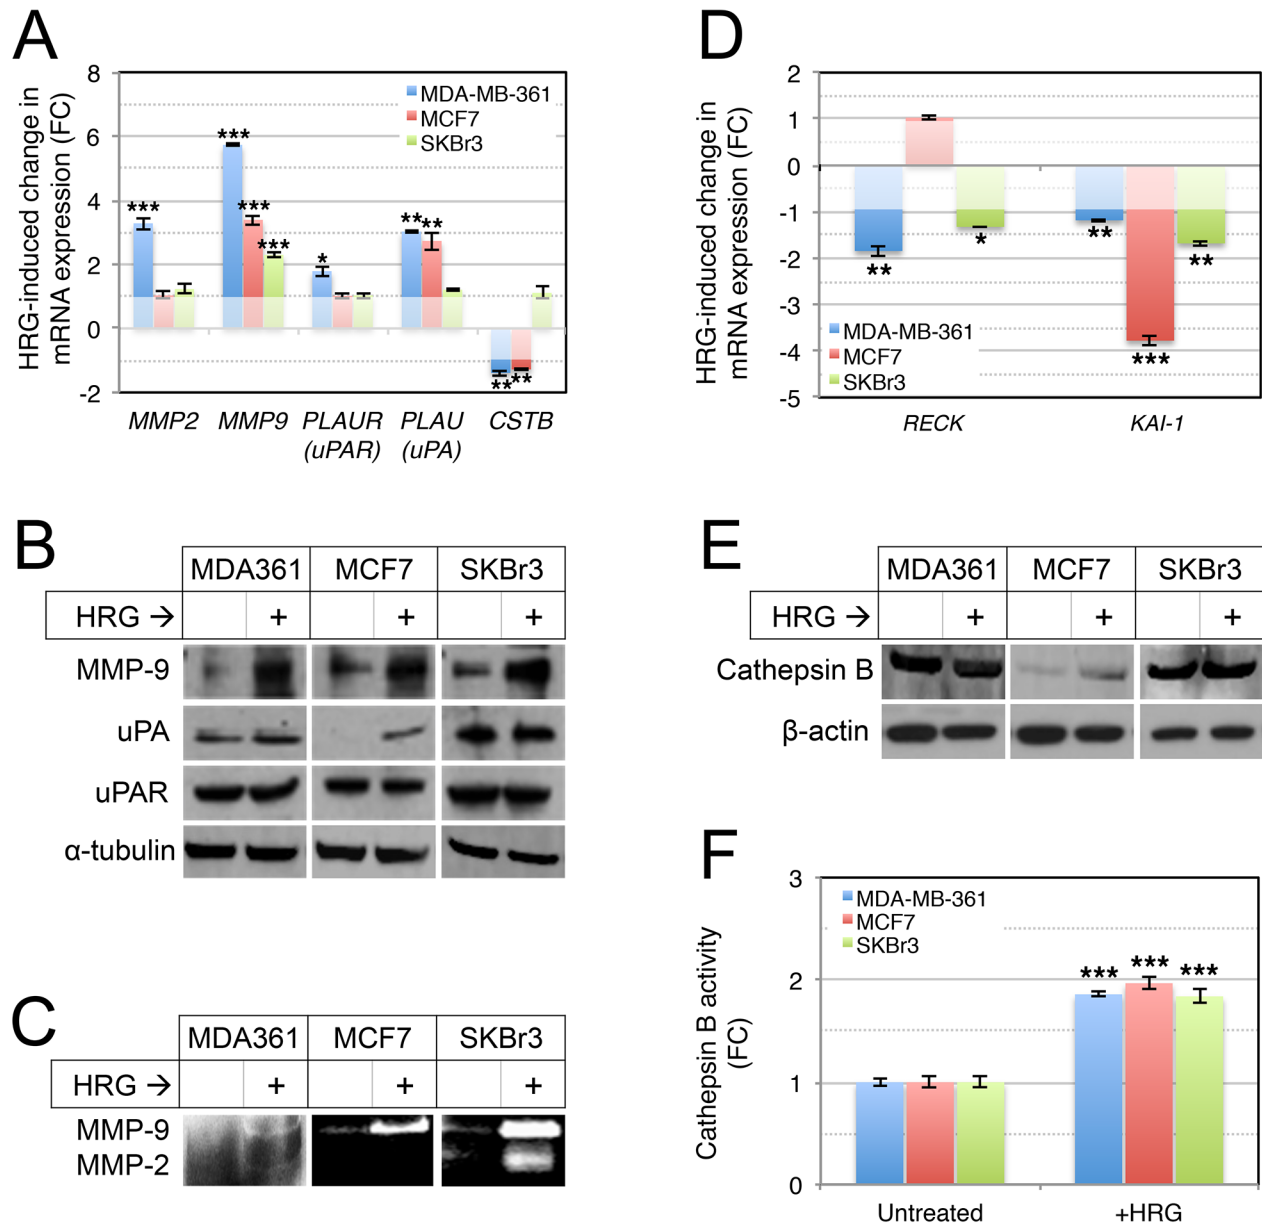 A
HRG-induced change in
mRNA expression (FC)
8
6
4
2
0
-2
MDA-MB-361
MCF7
SKBr3
***
***
***
***
*
**
**
**
**
MMP2
MMP9
PLAUR
(uPAR)
PLAU
(uPA)
CSTB
D
HRG-induced change in
mRNA expression (FC)
2
1
0
-1
-2
-3
-4
-5
**
*
**
***
**
MDA-MB-361
MCF7
SKBr3
RECK
KAI-1
B
MDA361 MCF7 SKBr3
HRG → + + +
MMP-9
uPA
uPAR
α-tubulin
E
MDA361 MCF7 SKBr3
HRG → + + +
Cathepsin B
β-actin
C
MDA361 MCF7 SKBr3
HRG → + + +
MMP-9
MMP-2
F
Cathepsin B activity
(FC)
3
2
1
0
MDA-MB-361
MCF7
SKBr3
*** *** ***
Untreated +HRG